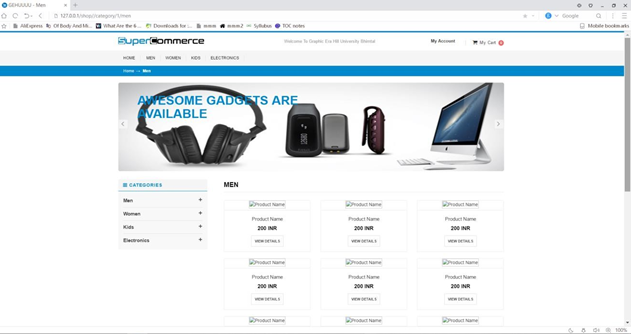 GEHUUUU - Men
127.0.0.1/shop/category1/men
Google
AliExpress
Of Body And Mi...
What Are the 6 ...
Downloads for |...
Syllabus
TOC notes
Mobile bookmarks
SuperCommerce
Welcome To Graphic Era Hill University Bhimtal
My Account
My Cart 0
HOME MEN WOMEN KIDS ELECTRONICS
Home → Men
AWESOME GADGETS ARE
AVAILABLE
CATEGORIES
Men +
Women +
Kids +
Electronics +
MEN
Product Name Product Name Product Name
Product Name Product Name Product Name
200 INR 200 INR 200 INR
VIEW DETAILS VIEW DETAILS VIEW DETAILS
Product Name Product Name Product Name
Product Name Product Name Product Name
200 INR 200 INR 200 INR
VIEW DETAILS VIEW DETAILS VIEW DETAILS
Product Name Product Name Product Name
100%